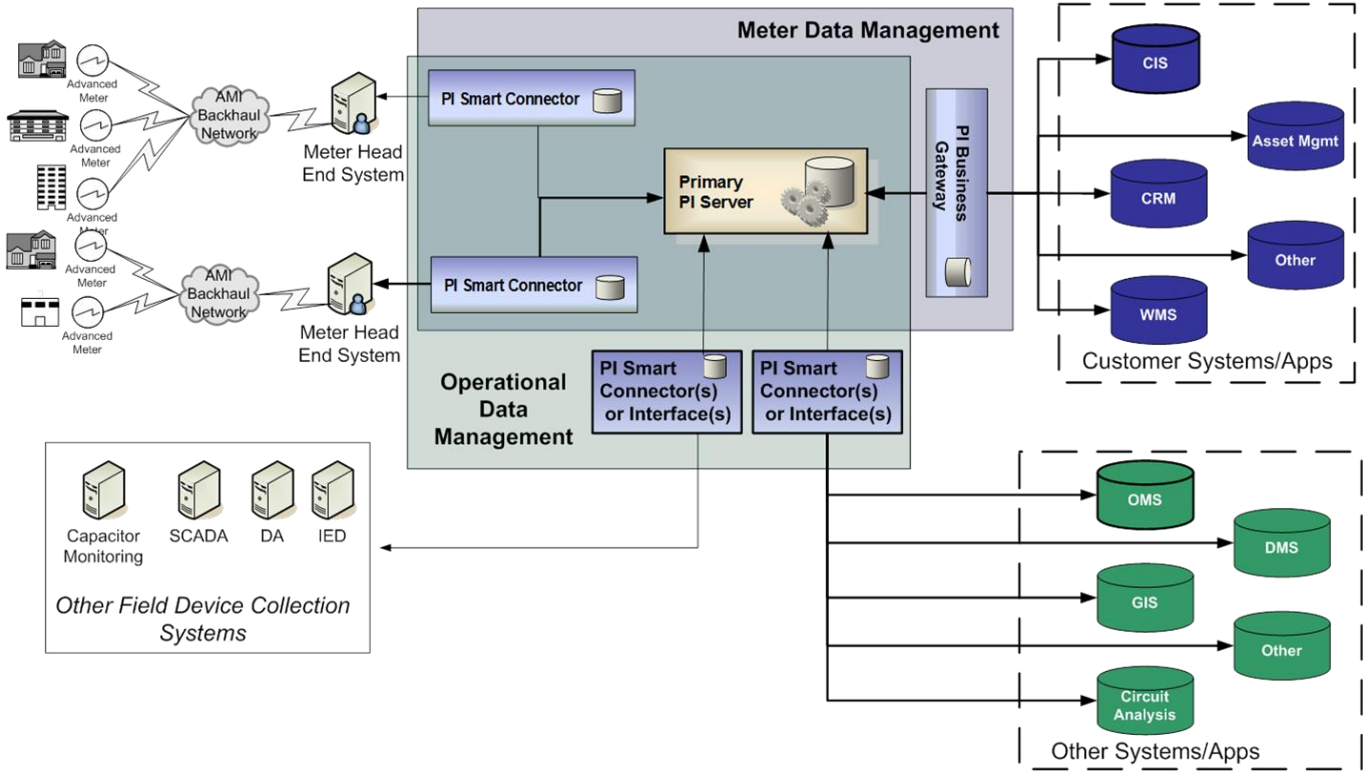 Advanced
Meter
Advanced
Meter
Advanced
Meter
Advanced
Meter
Advanced
Meter
AMI
Backhaul
Network
AMI
Backhaul
Network
Meter Head
End System
Meter Head
End System
Meter Data Management
PI Smart Connector
PI Smart Connector
Primary
PI Server
PI Business
Gateway
Operational
Data
Management
PI Smart
Connector(s)
or Interface(s)
PI Smart
Connector(s)
or Interface(s)
CIS
Asset Mgmt
CRM
Other
WMS
Customer Systems/Apps
Capacitor
Monitoring
SCADA
DA
IED
Other Field Device Collection
Systems
OMS
DMS
GIS
Other
Circuit
Analysis
Other Systems/Apps